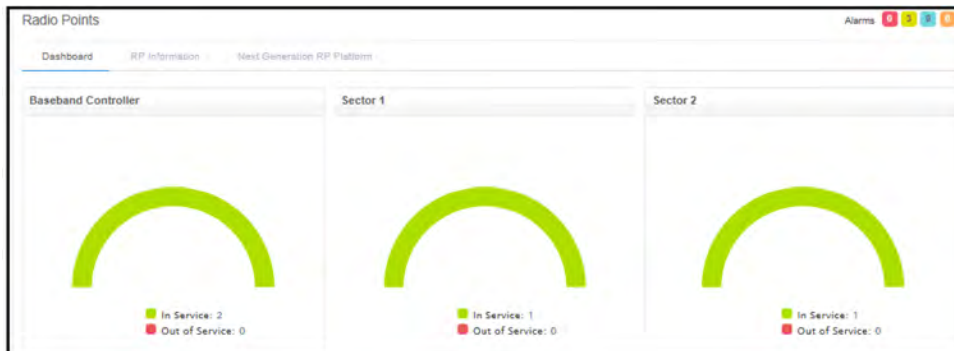 Radio Points
Alarms 0 3 0 0
Dashboard RP Information Next Generation RP Platform
Baseband Controller Sector 1 Sector 2
In Service: 2 In Service: 1 In Service: 1
Out of Service: 0 Out of Service: 0 Out of Service: 0